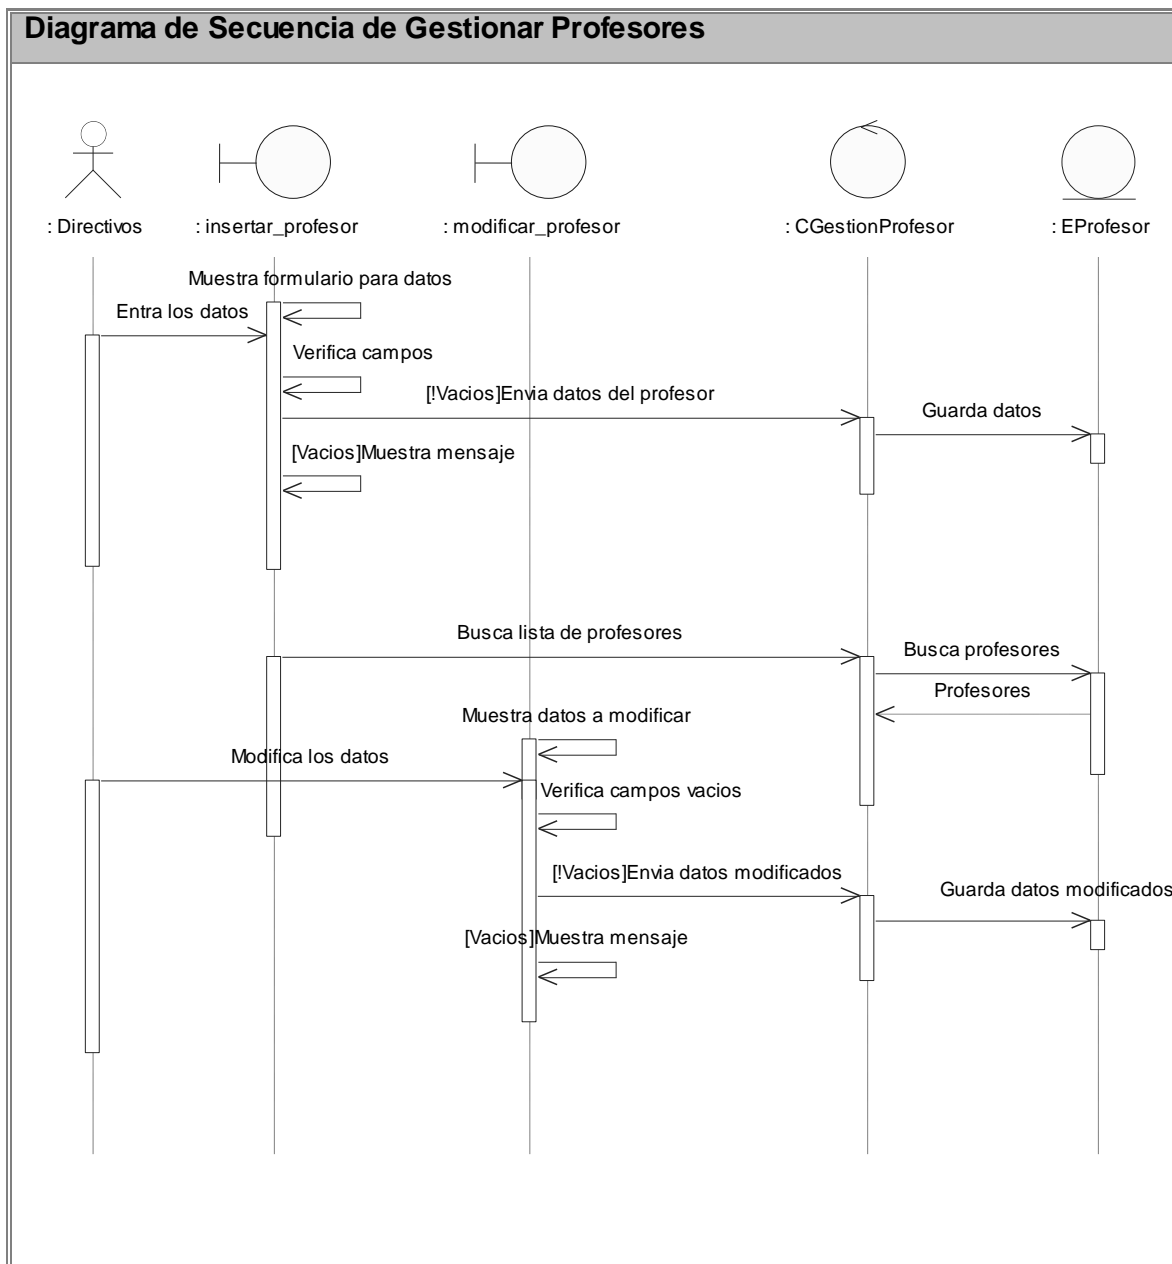 Diagrama de Secuencia de Gestionar Profesores
: Directivos
: insertar_profesor
: modificar_profesor
: CGestionProfesor
: EProfesor
Muestra formulario para datos
Entra los datos
Verifica campos
[!Vacios]Envia datos del profesor
Guarda datos
[Vacios]Muestra mensaje
Busca lista de profesores
Busca profesores
Profesores
Muestra datos a modificar
Modifica los datos
Verifica campos vacios
[!Vacios]Envia datos modificados
Guarda datos modificados
[Vacios]Muestra mensaje